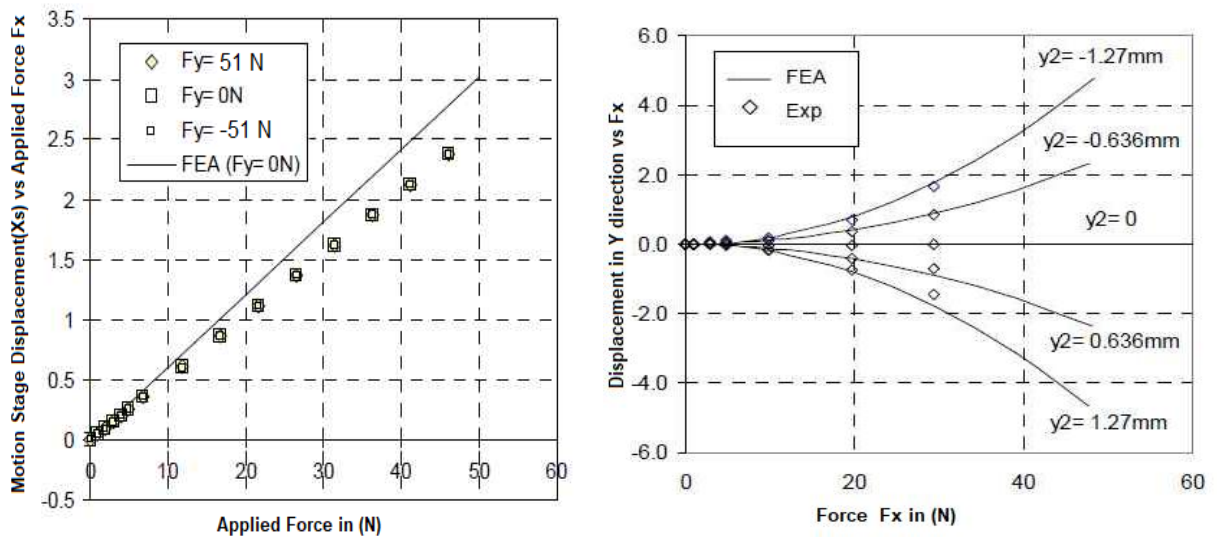 Motion Stage Displacement(Xs) vs Applied Force Fx
3.5
3
2.5
2
1.5
1
0.5
0
-0.5
Fy= 51 N
Fy= 0N
Fy= -51 N
FEA (Fy= 0N)
0 10 20 30 40 50 60
Applied Force in (N)
Displacement in Y direction vs Fx
6.0
4.0
2.0
0.0
-2.0
-4.0
-6.0
FEA
Exp
y2= -1.27mm
y2= -0.636mm
y2= 0
y2= 0.636mm
y2= 1.27mm
0 20 40 60
Force Fx in (N)